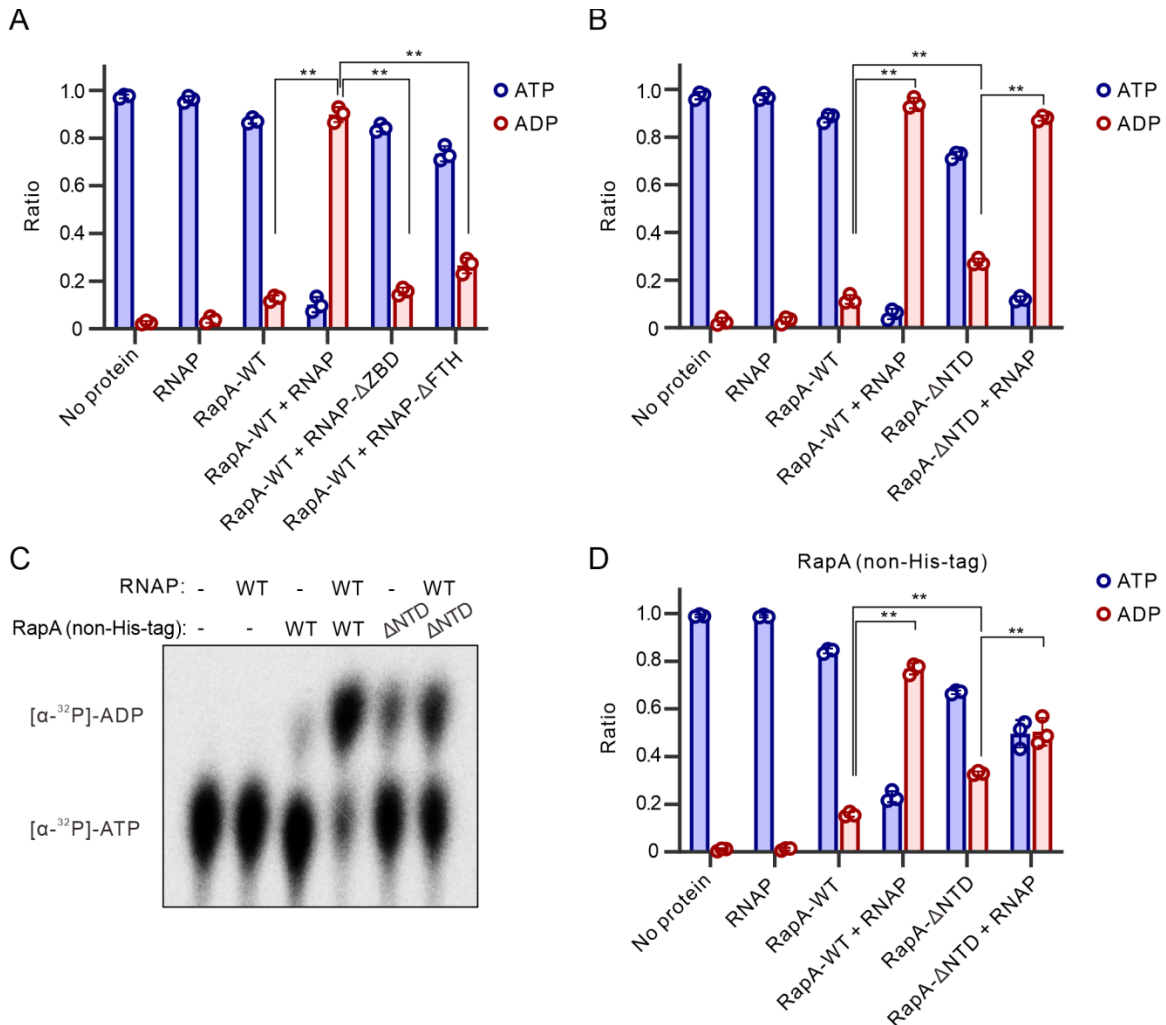 A
** ** **
1.0
0.8
0.6
0.4
0.2
0
Ratio
ATP
ADP
No protein
RNAP
RapA-WT
RapA-WT + RNAP
RapA-WT + RNAP-ΔZBD
RapA-WT + RNAP-ΔFTH
B
** ** **
1.0
0.8
0.6
0.4
0.2
0
Ratio
ATP
ADP
No protein
RNAP
RapA-WT
RapA-WT + RNAP
RapA-ΔNTD
RapA-ΔNTD + RNAP
C
RNAP: - WT - WT - WT
RapA (non-His-tag): - - WT WT ΔNTD ΔNTD
[α-³²P]-ADP
[α-³²P]-ATP
D
RapA (non-His-tag)
** ** **
1.0
0.8
0.6
0.4
0.2
0
Ratio
ATP
ADP
No protein
RNAP
RapA-WT
RapA-WT + RNAP
RapA-ΔNTD
RapA-ΔNTD + RNAP